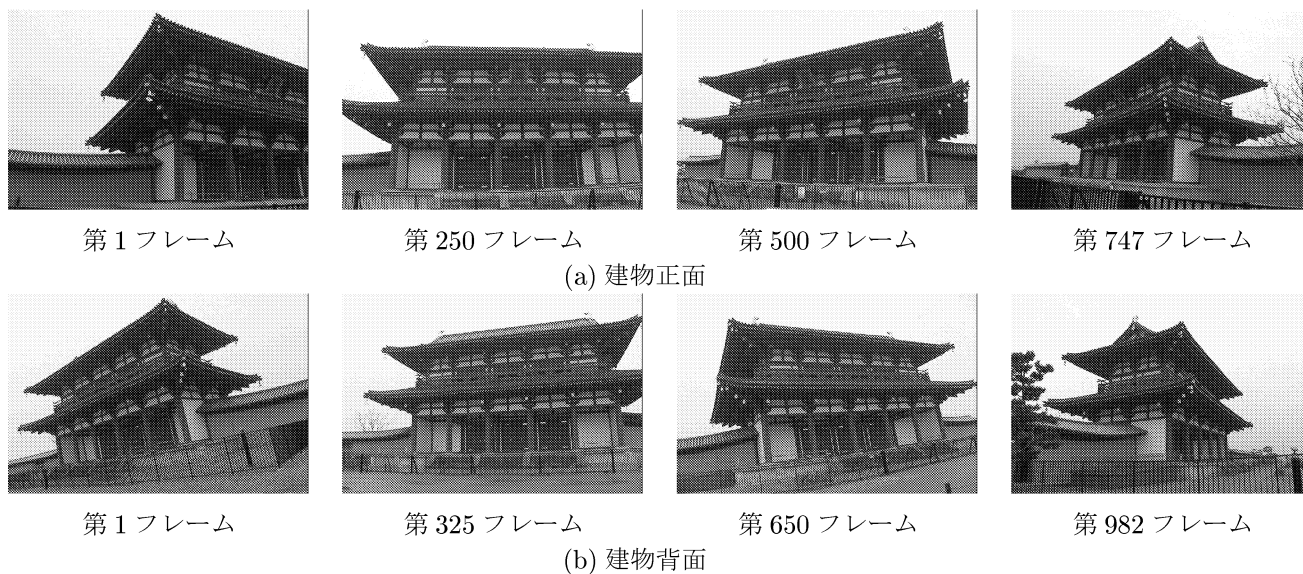 第 1 フレーム 第 250 フレーム 第 500 フレーム 第 747 フレーム
(a) 建物正面
第 1 フレーム 第 325 フレーム 第 650 フレーム 第 982 フレーム
(b) 建物背面